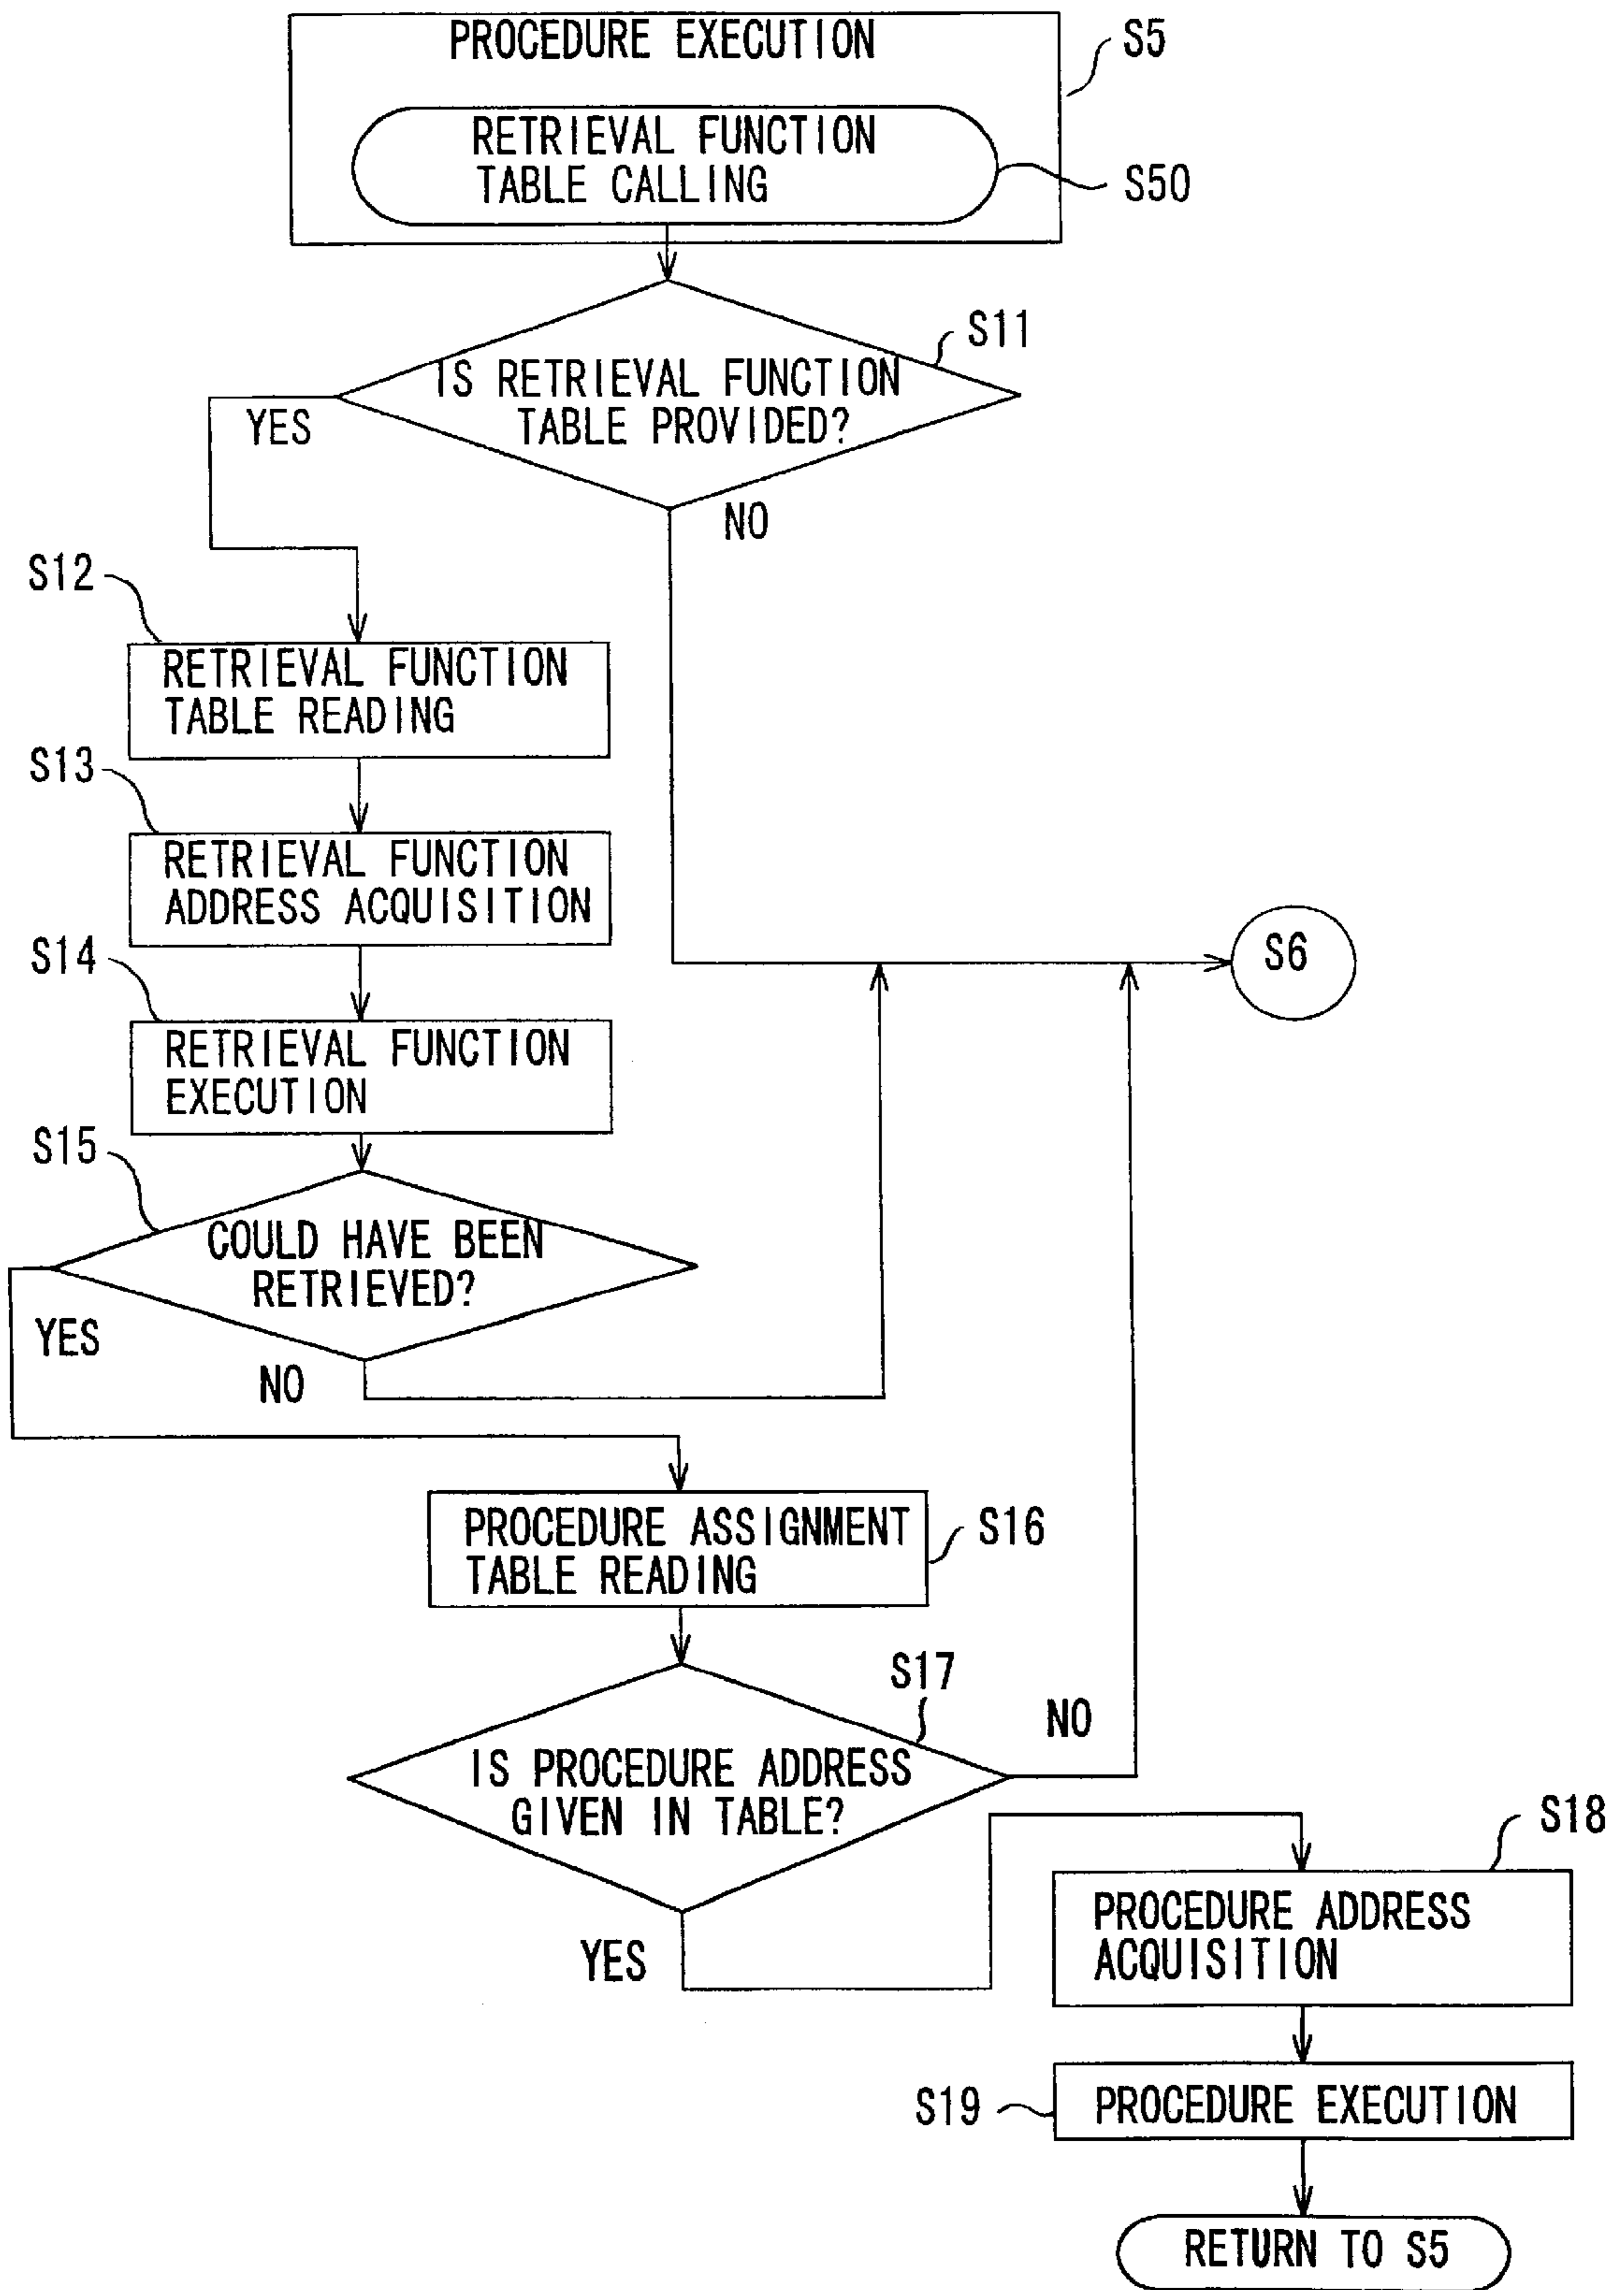 PROCEDURE EXECUTION
S5
RETRIEVAL FUNCTION
TABLE CALLING
S50
S11
IS RETRIEVAL FUNCTION
TABLE PROVIDED?
YES
NO
S12
RETRIEVAL FUNCTION
TABLE READING
S13
RETRIEVAL FUNCTION
ADDRESS ACQUISITION
S6
S14
RETRIEVAL FUNCTION
EXECUTION
S15
COULD HAVE BEEN
RETRIEVED?
YES
NO
PROCEDURE ASSIGNMENT
TABLE READING
S16
S17
NO
IS PROCEDURE ADDRESS
GIVEN IN TABLE?
YES
S18
PROCEDURE ADDRESS
ACQUISITION
S19
PROCEDURE EXECUTION
RETURN TO S5